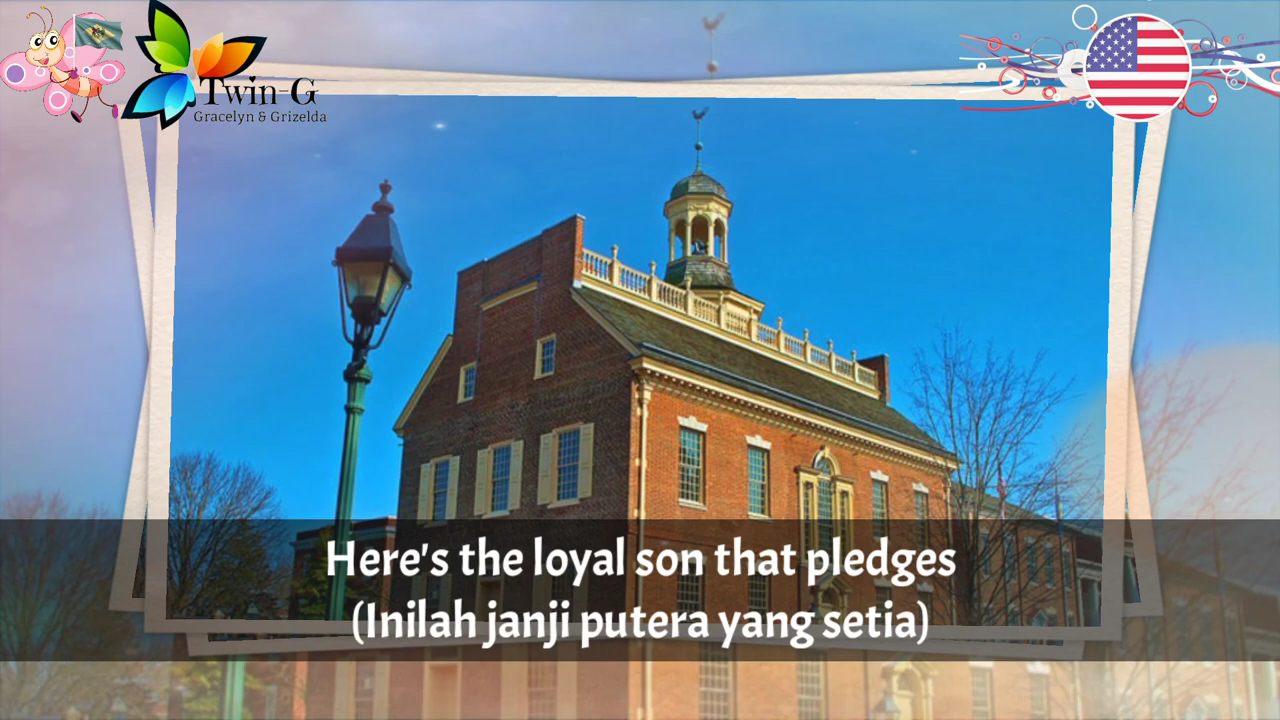 Twin-G
Gracelyn & Grizelda
Here's the loyal son that pledges
(Inilah janji putera yang setia)